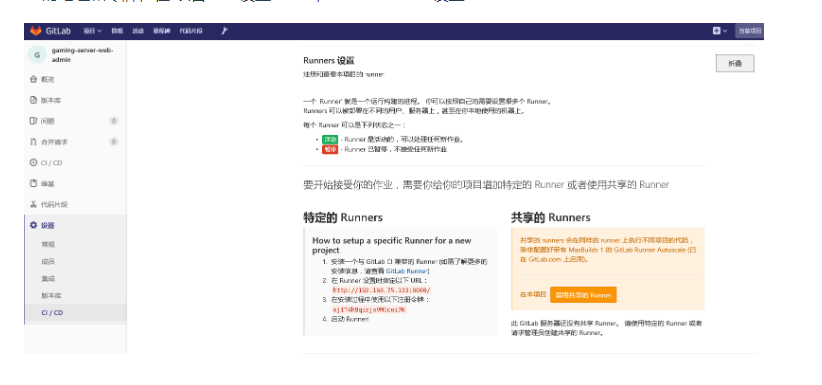 GitLab 项目 群组 活动 里程碑 代码片段
当前项目
G gaming-server-web-
admin
概览
版本库
问题 0
合并请求 0
CI / CD
维基
代码片段
设置
常规
成员
集成
版本库
CI / CD
Runners 设置
折叠
注册和查看本项目的 runner
一个 'Runner' 就是一个运行构建的进程。 你可以按照自己的需要设置很多个 Runner。
Runners 可以被部署在不同的用户、服务器上，甚至在你本地使用的机器上。
每个 Runner 可以是下列状态之一：
- Runner 是活动的，可以处理任何新作业。
暂停 - Runner 已暂停，不接受任何新作业
要开始接受你的作业，需要你给你的项目增加特定的 Runner 或者使用共享的 Runner
特定的 Runners
How to setup a specific Runner for a new
project
1. 安装一个与 GitLab CI 兼容的 Runner (如需了解更多的
安装信息，请查看 GitLab Runner)
2. 在 Runner 设置时指定以下 URL：
3. 在安装过程中使用以下注册令牌：
4. 启动 Runner!
共享的 Runners
共享的 runners 会在同样的 runner 上执行不同项目的代码，
除非配置好带有 MaxBuilds 1 的 GitLab Runner Autoscale (已
在 GitLab.com 上启用)。
在本项目 禁用共享的 Runner
此 GitLab 服务器还没有共享 Runner。 请使用特定的 Runner 或者
请求管理员创建共享的 Runner。